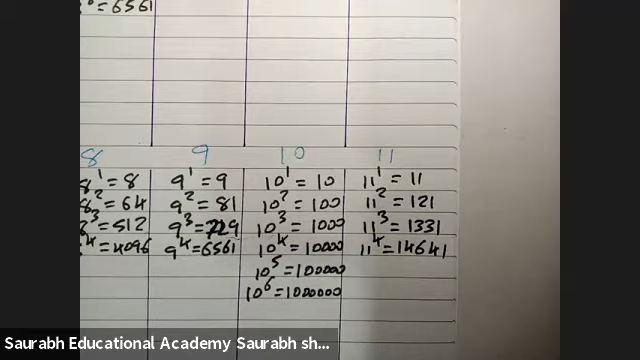 8⁸ = 6561
8 9 10 11
8¹ = 8 9¹ = 9 10¹ = 10 11¹ = 11
8² = 64 9² = 81 10² = 100 11² = 121
8³ = 512 9³ = 729 10³ = 1000 11³ = 1331
8⁴ = 4096 9⁴ = 6561 10⁴ = 10000 11⁴ = 14641
10⁵ = 100000
10⁶ = 1000000
Saurabh Educational Academy Saurabh sh...